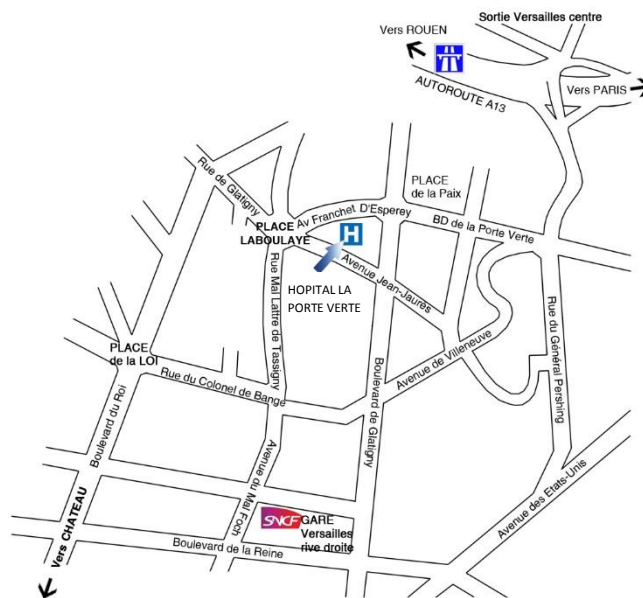 Sortie Versailles centre
Vers ROUEN
Vers PARIS
AUTOROUTE A13
PLACE
de la Paix
Rue de Glatigny
Av Franchet D'Esperey
BD de la Porte Verte
PLACE
LABOULAYE
H
Avenue Jean-Jaurès
HOPITAL LA
PORTE VERTE
Rue Mal Lattre de Tassigny
Rue du Général Pershing
PLACE
de la LOI
Avenue de Villeneuve
Rue du Colonel de Bange
Boulevard de Glatigny
Boulevard du Roi
Avenue du Mal Foch
Avenue des Etats-Unis
SNCF
GARE
Versailles
rive droite
Vers CHATEAU
Boulevard de la Reine